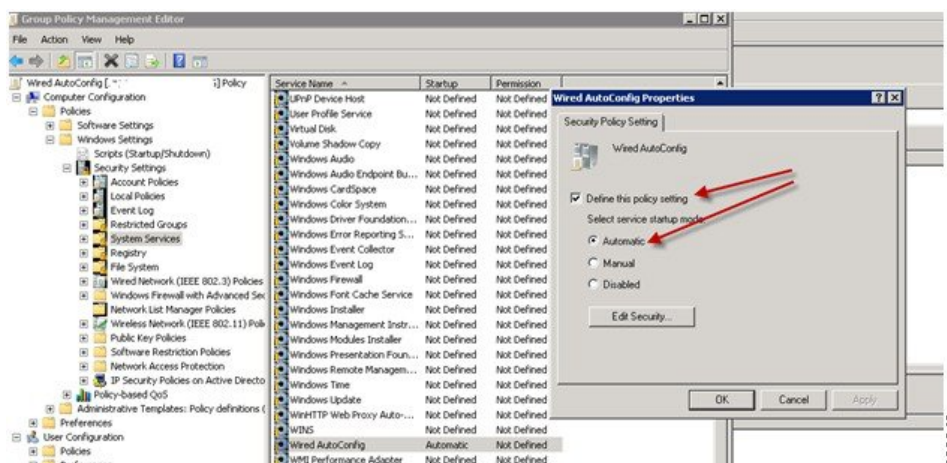 Group Policy Management Editor
File Action View Help
Wired AutoConfig [ ] Policy
Computer Configuration
Policies
Software Settings
Windows Settings
Scripts (Startup/Shutdown)
Security Settings
Account Policies
Local Policies
Event Log
Restricted Groups
System Services
Registry
File System
Wired Network (IEEE 802.3) Policies
Windows Firewall with Advanced Sec
Network List Manager Policies
Wireless Network (IEEE 802.11) Poli
Public Key Policies
Software Restriction Policies
Network Access Protection
IP Security Policies on Active Directo
Policy-based QoS
Administrative Templates: Policy definitions (
Preferences
User Configuration
Policies
Service Name Startup Permission
UPnP Device Host Not Defined Not Defined
User Profile Service Not Defined Not Defined
Virtual Disk Not Defined Not Defined
Volume Shadow Copy Not Defined Not Defined
Windows Audio Not Defined Not Defined
Windows Audio Endpoint Bu... Not Defined Not Defined
Windows CardSpace Not Defined Not Defined
Windows Color System Not Defined Not Defined
Windows Driver Foundation... Not Defined Not Defined
Windows Error Reporting S... Not Defined Not Defined
Windows Event Collector Not Defined Not Defined
Windows Event Log Not Defined Not Defined
Windows Firewall Not Defined Not Defined
Windows Font Cache Service Not Defined Not Defined
Windows Installer Not Defined Not Defined
Windows Management Instr... Not Defined Not Defined
Windows Modules Installer Not Defined Not Defined
Windows Presentation Foun... Not Defined Not Defined
Windows Remote Managem... Not Defined Not Defined
Windows Time Not Defined Not Defined
Windows Update Not Defined Not Defined
WinHTTP Web Proxy Auto-... Not Defined Not Defined
WINS Not Defined Not Defined
Wired AutoConfig Automatic Not Defined
WMI Performance Adapter Not Defined Not Defined
Wired AutoConfig Properties
Security Policy Setting
Wired AutoConfig
Define this policy setting
Select service startup mode
Automatic
Manual
Disabled
Edit Security...
OK Cancel Apply